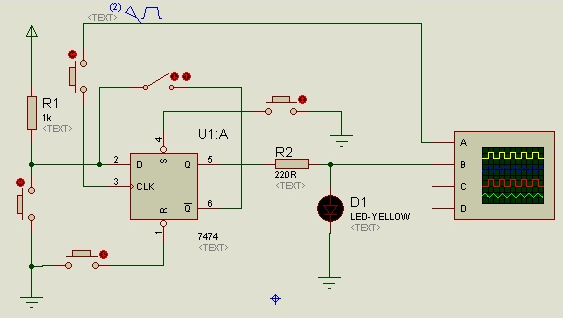 (2)
<TEXT>
R1
1k
<TEXT>
U1:A
4
S
2
D
Q
5
3
CLK
Q
6
R
1
7474
<TEXT>
R2
220R
<TEXT>
D1
LED-YELLOW
<TEXT>
A
B
C
D